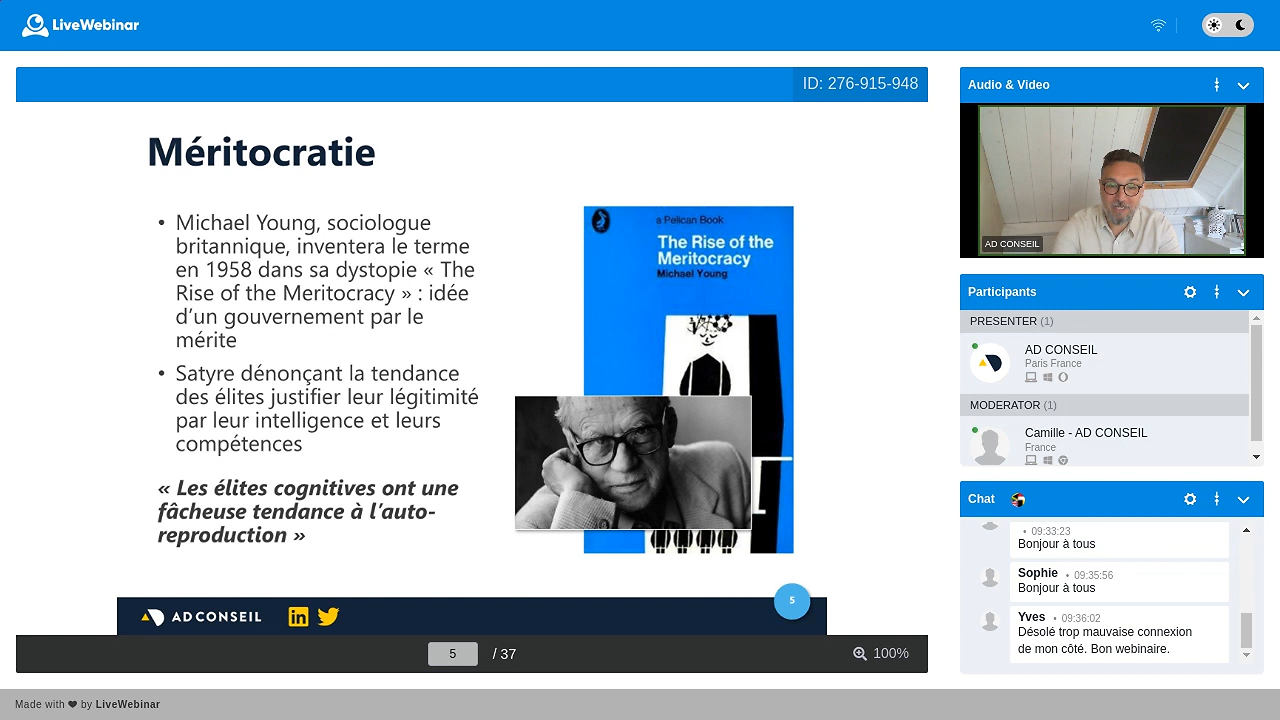 LiveWebinar
ID: 276-915-948
Méritocratie
• Michael Young, sociologue
britannique, inventera le terme
en 1958 dans sa dystopie « The
Rise of the Meritocracy » : idée
d’un gouvernement par le
mérite
• Satyre dénonçant la tendance
des élites justifier leur légitimité
par leur intelligence et leurs
compétences
« Les élites cognitives ont une
fâcheuse tendance à l’auto-
reproduction »
a Pelican Book
The Rise of the
Meritocracy
Michael Young
5
AD CONSEIL
in
5
/ 37
100%
Audio & Video
AD CONSEIL
Participants
PRESENTER (1)
AD CONSEIL
Paris France
MODERATOR (1)
Camille - AD CONSEIL
France
Chat
• 09:33:23
Bonjour à tous
Sophie • 09:35:56
Bonjour à tous
Yves • 09:36:02
Désolé trop mauvaise connexion
de mon côté. Bon webinaire.
Made with ❤ by LiveWebinar